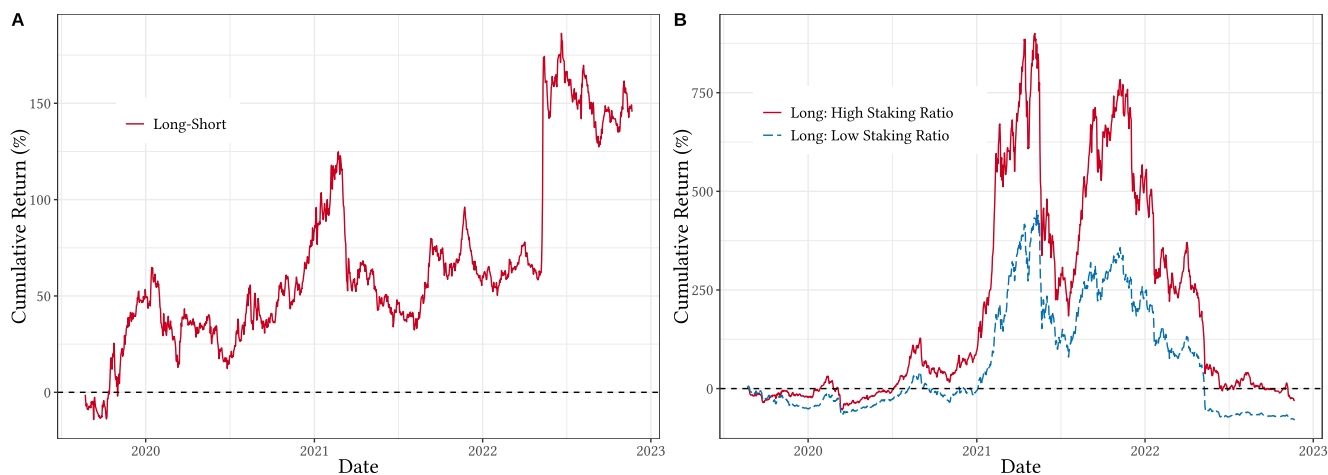 A
Cumulative Return (%)
150
100
50
0
Long-Short
2020
2021
2022
2023
Date
B
Cumulative Return (%)
750
500
250
0
Long: High Staking Ratio
Long: Low Staking Ratio
2020
2021
2022
2023
Date